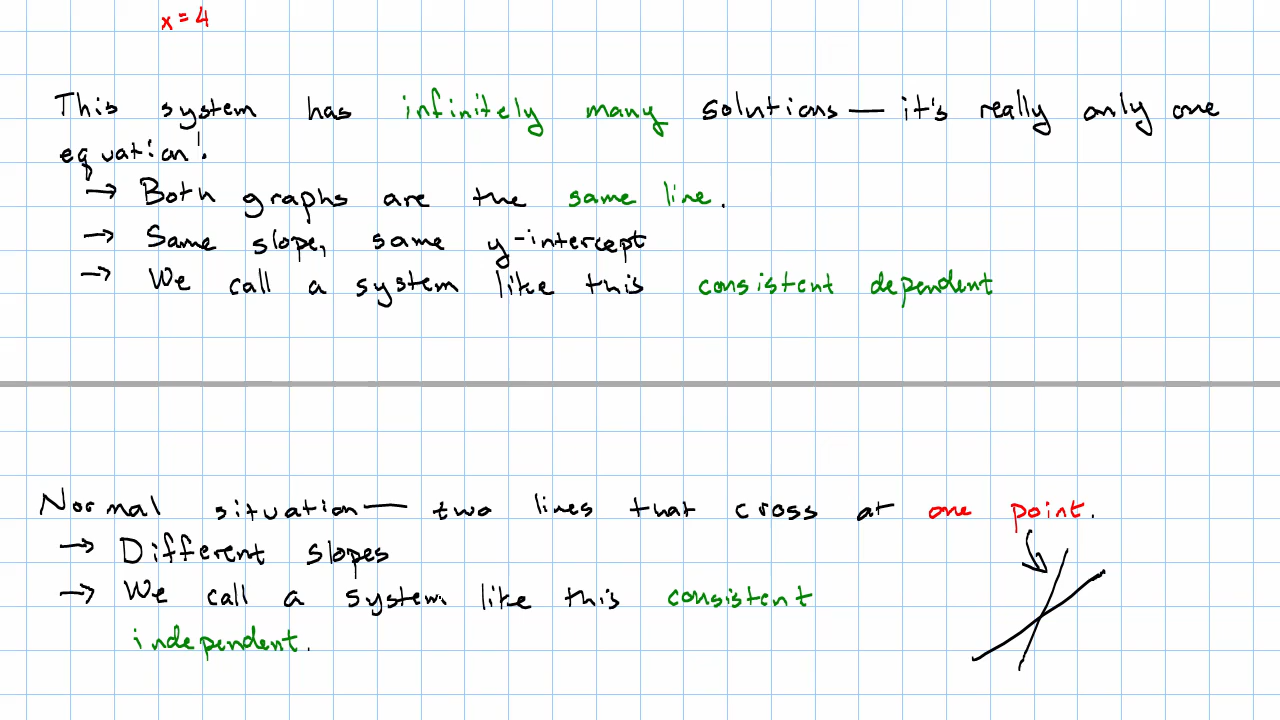 x = 4
This system has infinitely many solutions — it's really only one
equation!
→ Both graphs are the same line.
→ Same slope, same y-intercept
→ We call a system like this consistent dependent
Normal situation — two lines that cross at one point.
→ Different slopes
→ We call a system like this consistent
independent.